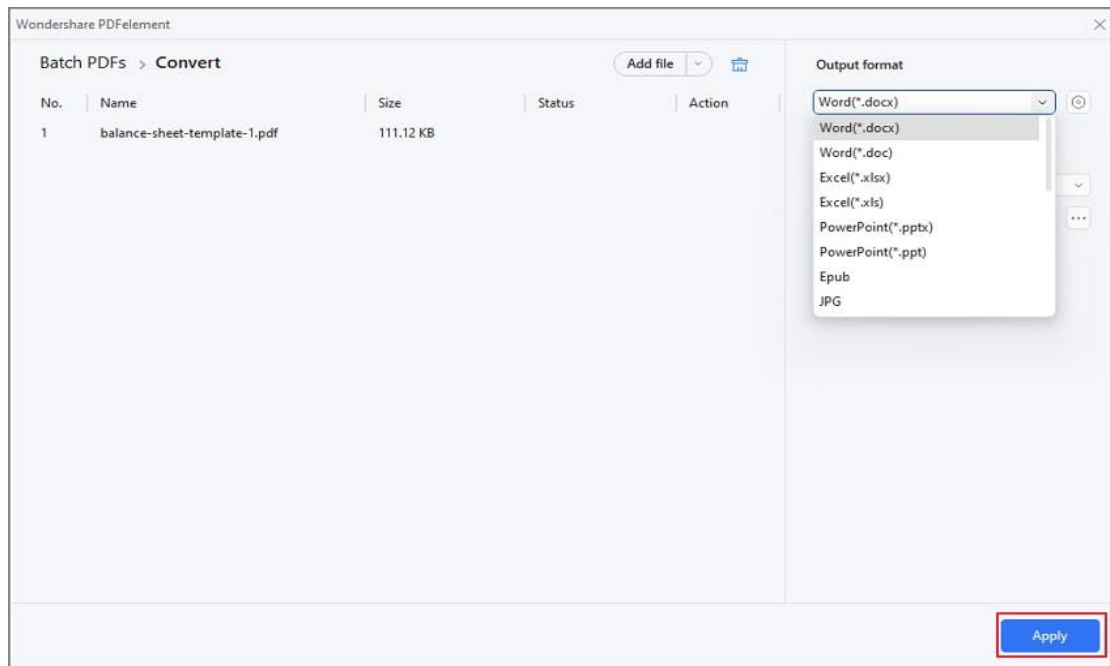 Wondershare PDFelement
Batch PDFs > Convert
Add file
No. Name Size Status Action
1 balance-sheet-template-1.pdf 111.12 KB
Output format
Word(*.docx)
Word(*.docx)
Word(*.doc)
Excel(*.xlsx)
Excel(*.xls)
PowerPoint(*.pptx)
PowerPoint(*.ppt)
Epub
JPG
Apply